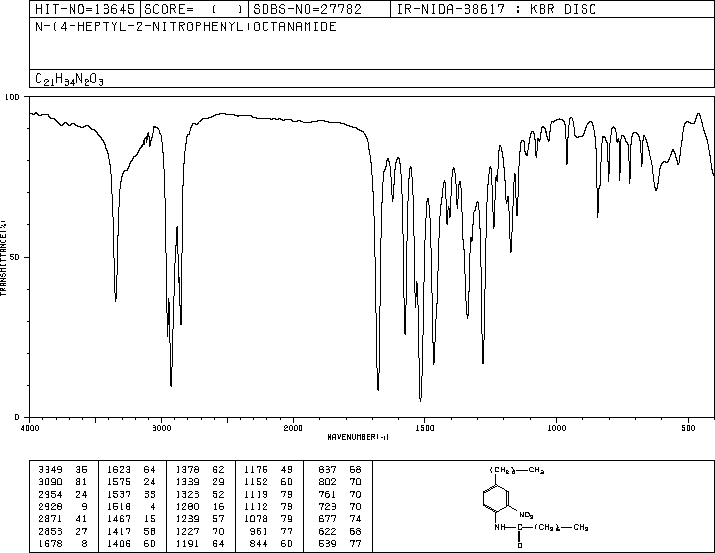 HIT-NO=13645 SCORE= ( ) SDBS-NO=27782 IR-NIDA-38617 : KBR DISC
N-(4-HEPTYL-2-NITROPHENYL)OCTANAMIDE
C21H34N2O3
100
50
0
TRANSMITTANCE(%)
4000 3000 2000 1500 1000 500
WAVENUMBER(-1)
3349 35 1623 64 1378 62 1176 49 837 68
3090 81 1575 24 1339 29 1152 60 802 70
2954 24 1537 33 1323 52 1119 79 761 70
2928 9 1518 4 1280 16 1112 79 723 70
2871 41 1467 15 1239 57 1078 79 677 74
2853 27 1417 58 1227 70 961 77 622 68
1678 8 1406 60 1191 64 844 60 539 77
(CH2)6—CH3
NO2
NH—C—(CH2)6—CH3
O